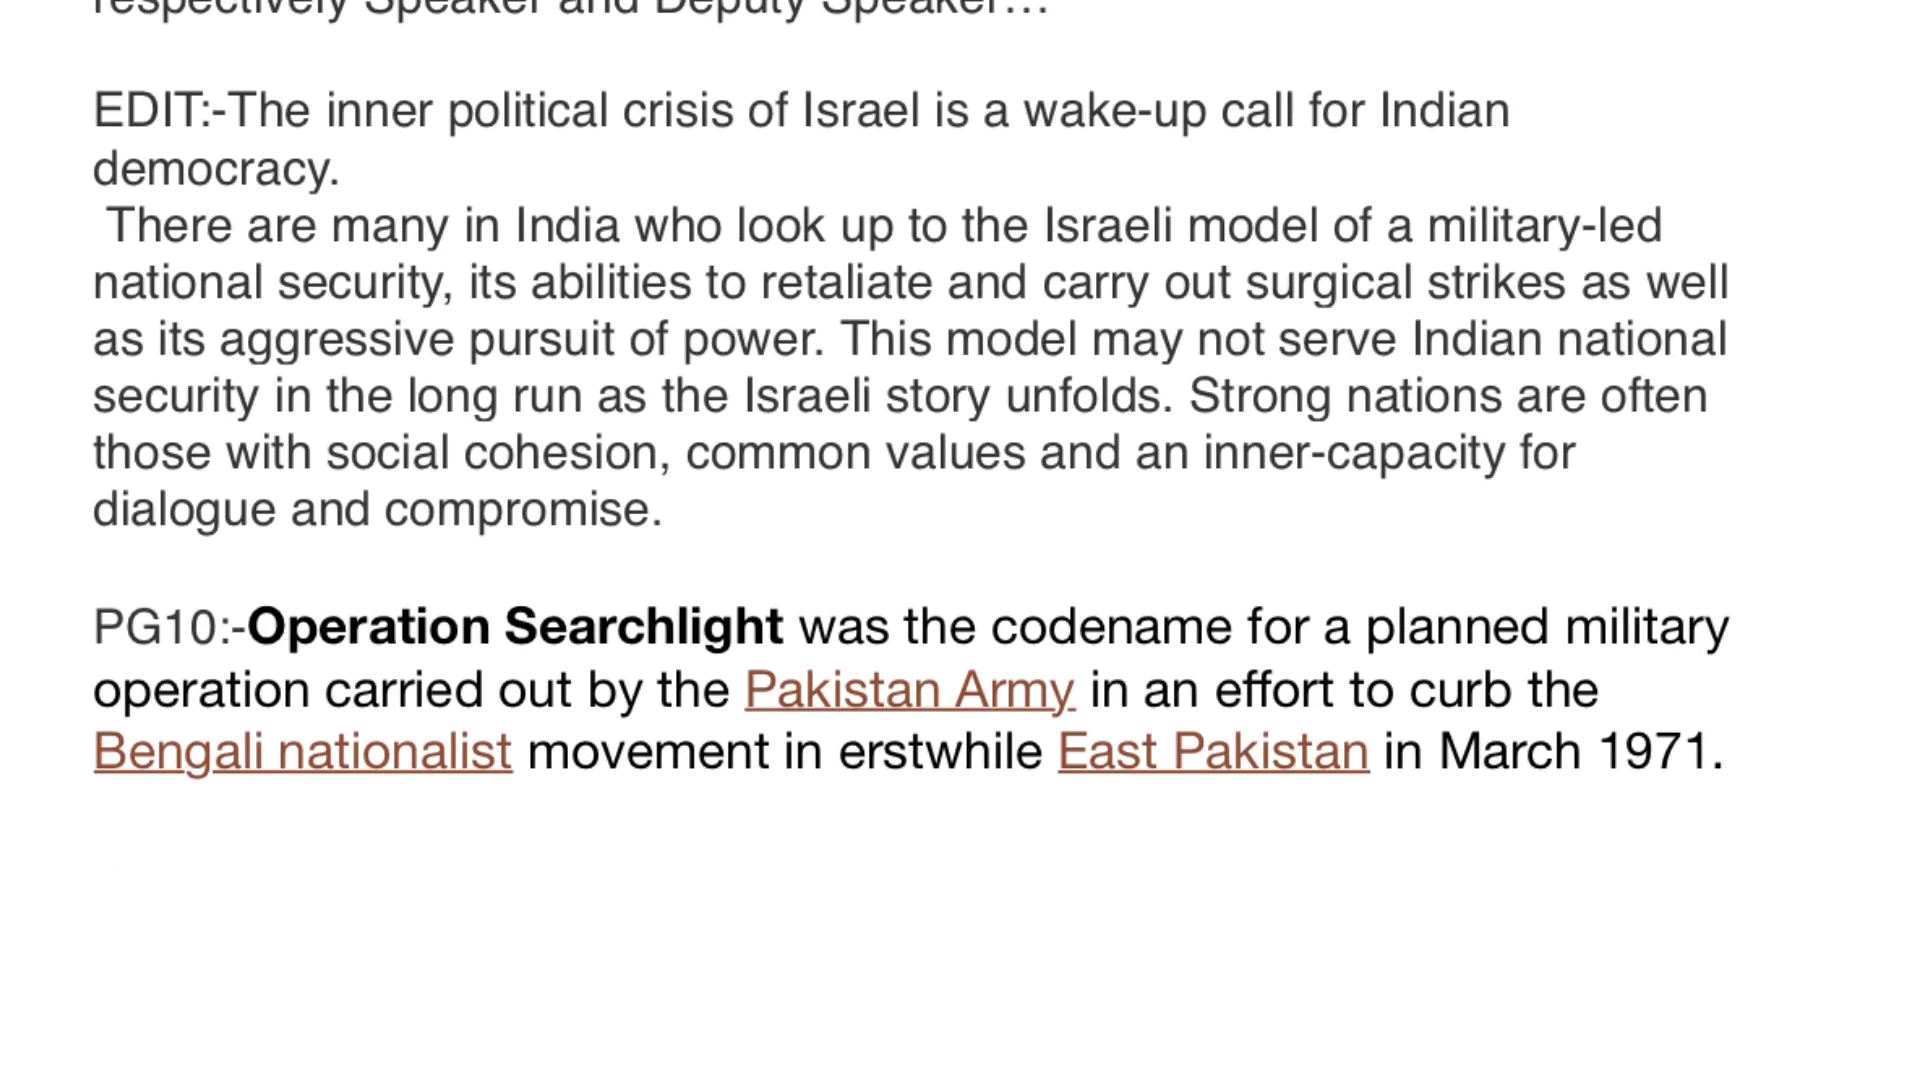 respectively Speaker and Deputy Speaker...
EDIT:-The inner political crisis of Israel is a wake-up call for Indian
democracy.
There are many in India who look up to the Israeli model of a military-led
national security, its abilities to retaliate and carry out surgical strikes as well
as its aggressive pursuit of power. This model may not serve Indian national
security in the long run as the Israeli story unfolds. Strong nations are often
those with social cohesion, common values and an inner-capacity for
dialogue and compromise.
PG10:-Operation Searchlight was the codename for a planned military
operation carried out by the Pakistan Army in an effort to curb the
Bengali nationalist movement in erstwhile East Pakistan in March 1971.